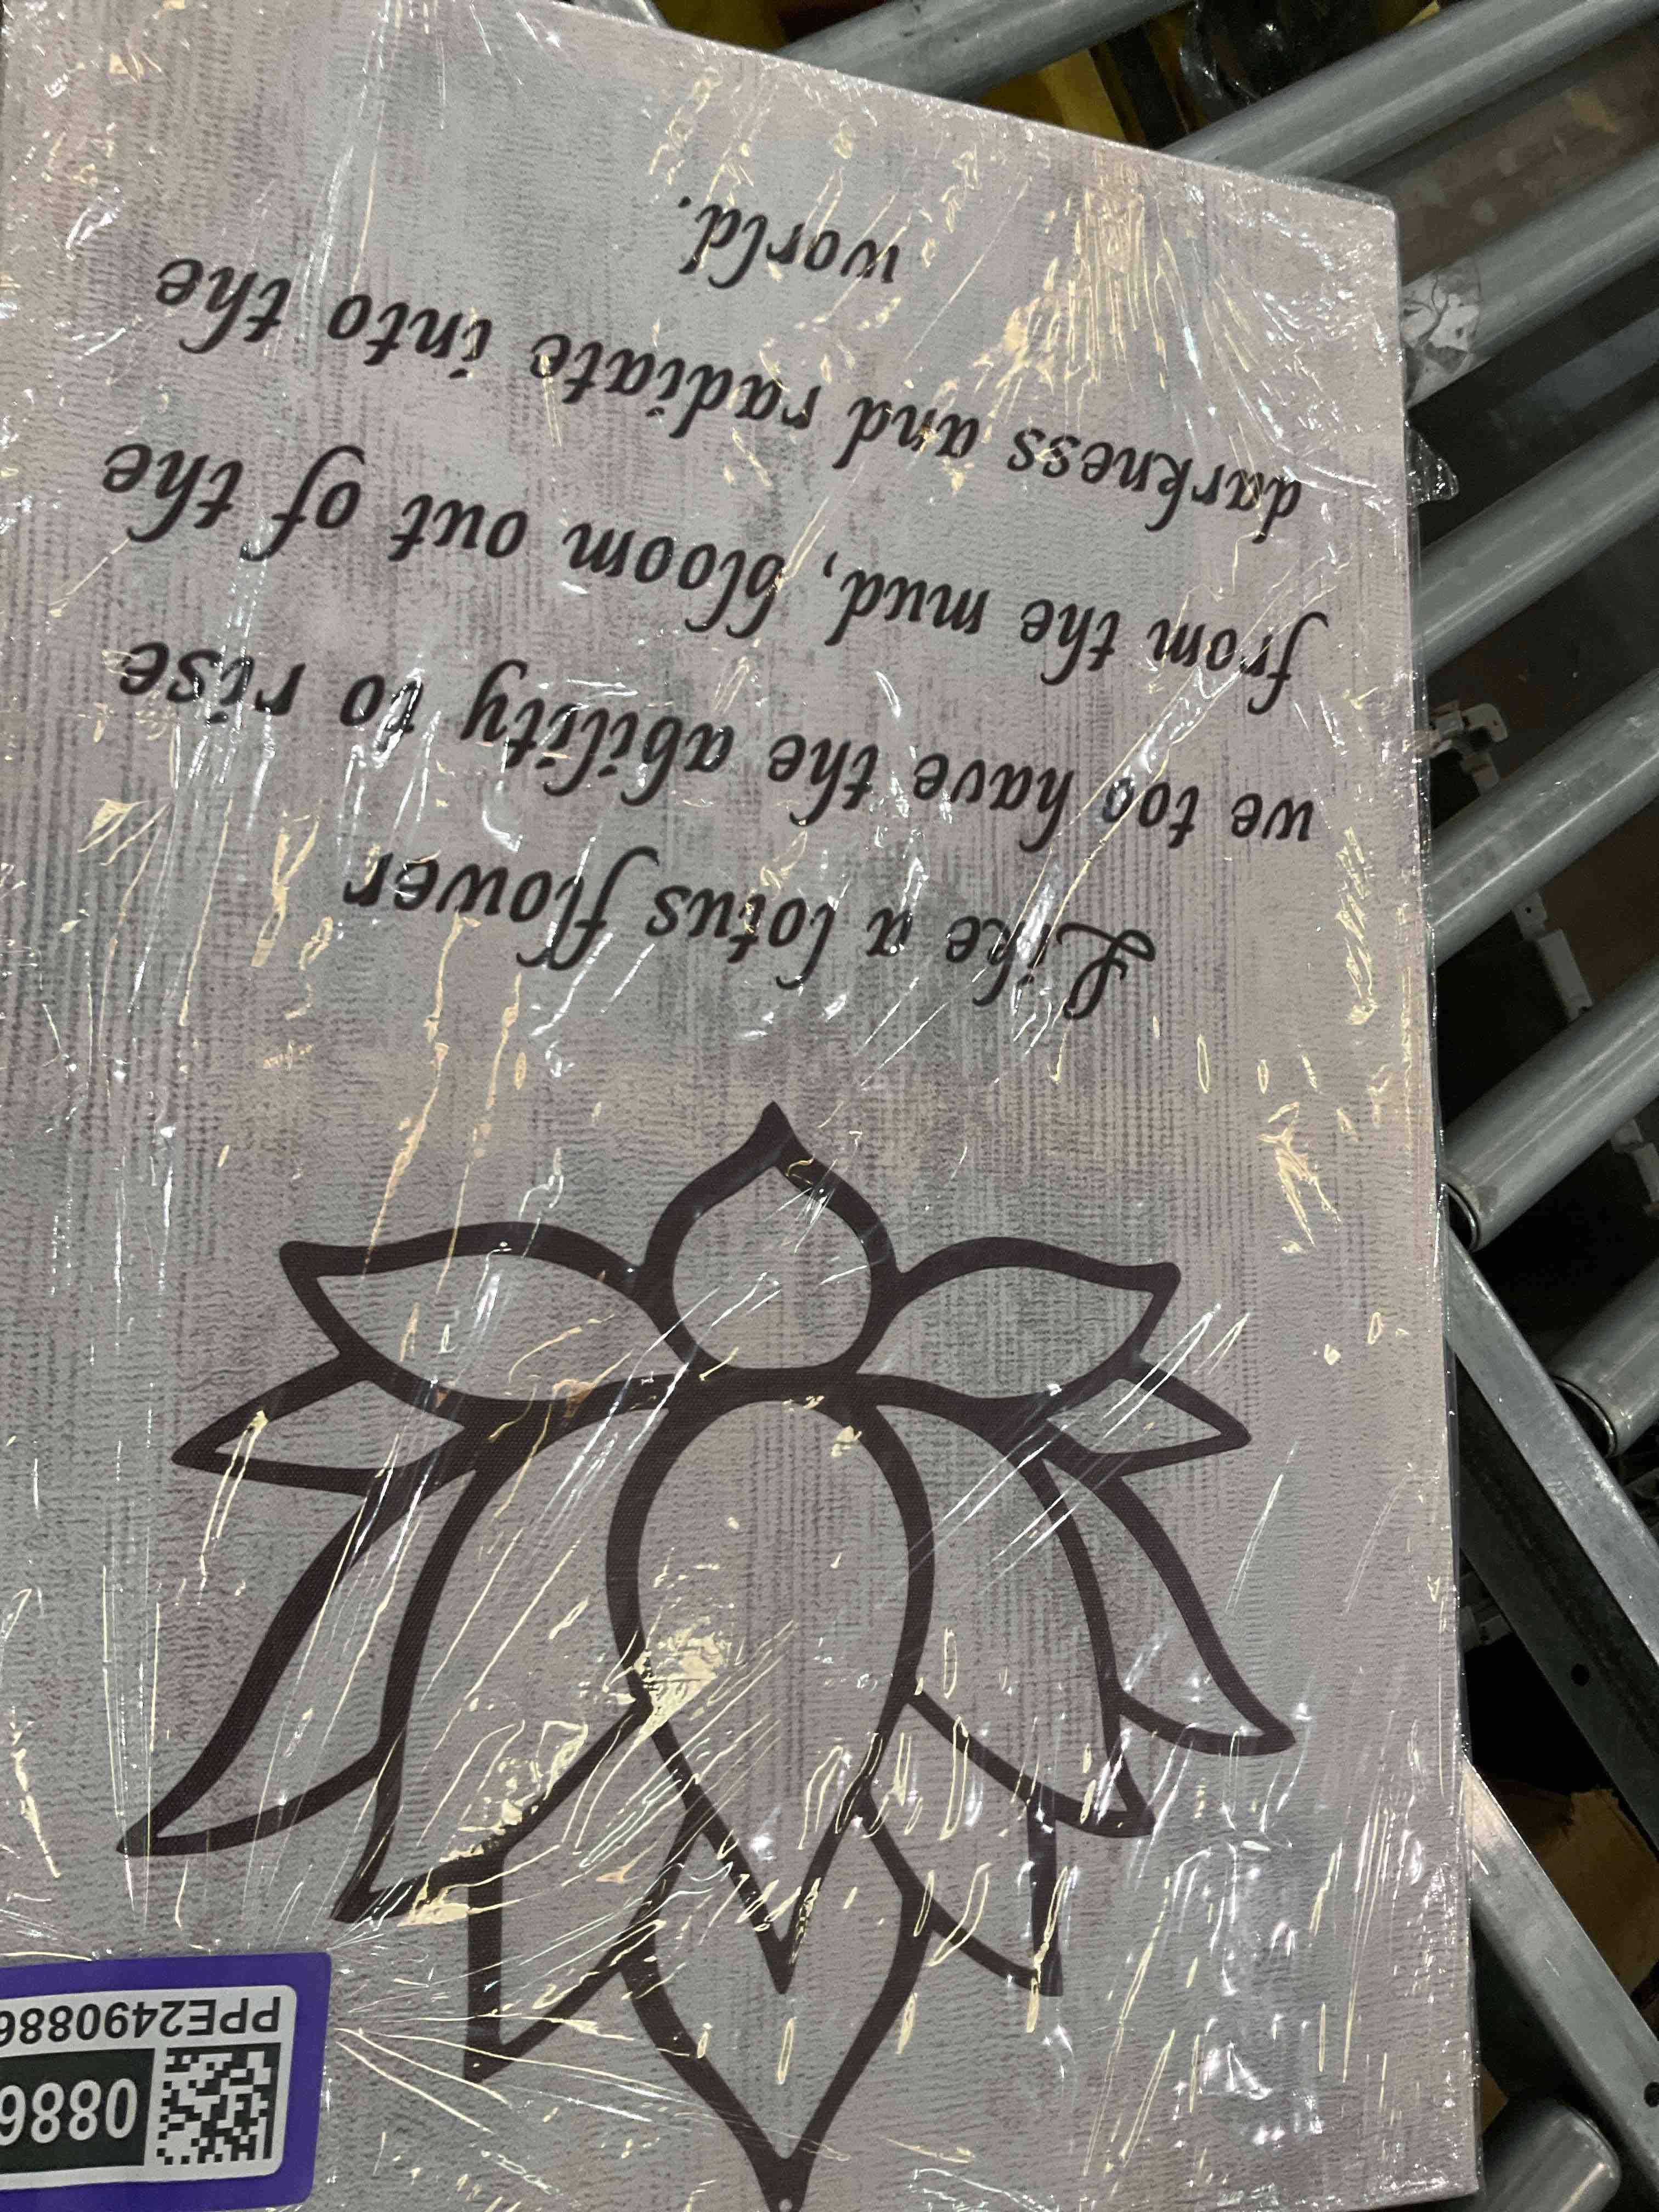 PPE2490886
0886
Like a lotus flower
we too have the ability to rise
from the mud, bloom out of the
darkness and radiate into the
world.